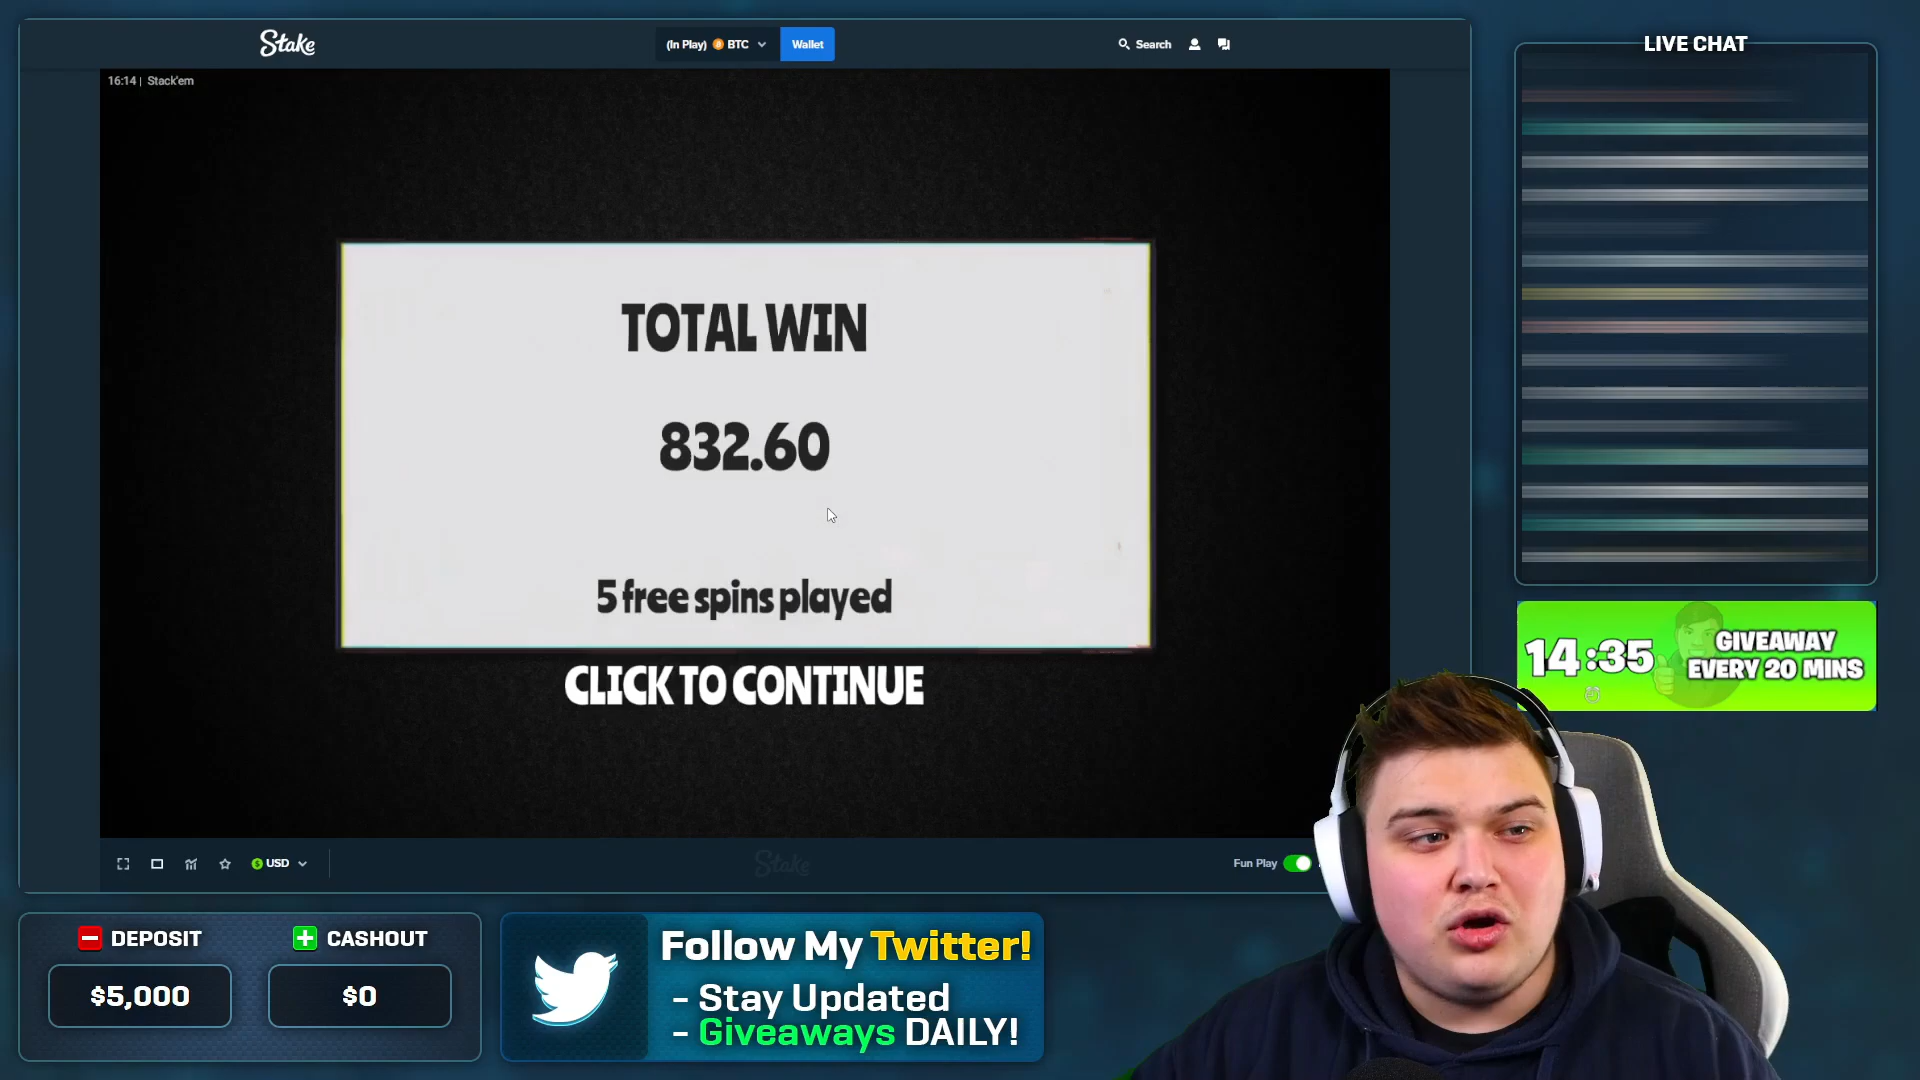 Stake
(In Play) BTC
Wallet
Search
16:14 | Stack'em
TOTAL WIN
832.60
5 free spins played
CLICK TO CONTINUE
USD
Stake
Fun Play
LIVE CHAT
14:35
GIVEAWAY
EVERY 20 MINS
DEPOSIT
$5,000
CASHOUT
$0
Follow My Twitter!
- Stay Updated
- Giveaways DAILY!